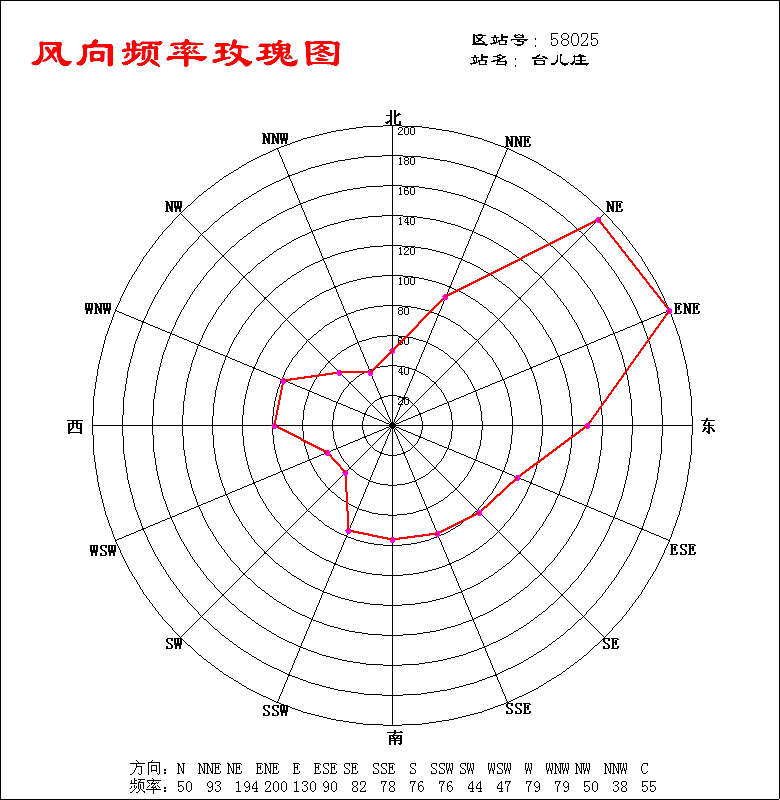 风向频率玫瑰图
区站号: 58025
站名: 台儿庄
北
200
180
160
140
120
100
80
60
40
20
NNW
NNE
NW
NE
WNW
ENE
西
东
WSW
ESE
SW
SE
SSW
SSE
南
方向: N NNE NE ENE E ESE SE SSE S SSW SW WSW W WNW NW NNW C
频率: 50 93 194 200 130 90 82 78 76 76 44 47 79 79 50 38 55